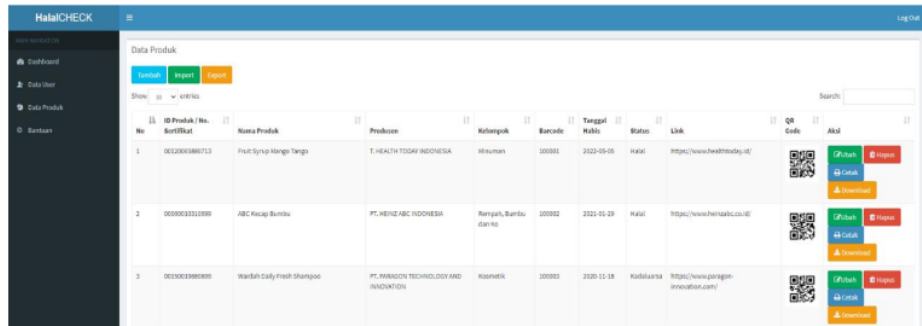 HalalCHECK
Log Out
MAIN NAVIGATION
Dashboard
Data User
Data Produk
Bantuan
Data Produk
Tambah Import Export
Show 10 entries
Search:
No ID Produk / No. Sertifikat Nama Produk Produsen Kelompok Barcode Tanggal Habis Status Link QR Code Aksi
1 Fruit Syrup Mango Tango T. HEALTH TODAY INDONESIA Minuman 100001 2022-05-05 Halal https://www.healthtoday.id/ Ubah Hapus
Cetak
Download
2 ABC Kecap Bumbu PT. HEINZ ABC INDONESIA Rempah, Bumbu 100002 2021-01-29 Halal https://www.heinzabc.co.id/ Ubah Hapus
dan Ko
Cetak
Download
3 Wardah Daily Fresh Shampoo PT. PARAGON TECHNOLOGY AND Kosmetik 100003 2020-11-18 Kadaluarsa https://www.paragon- Ubah Hapus
INNOVATION innovation.com/
Cetak
Download